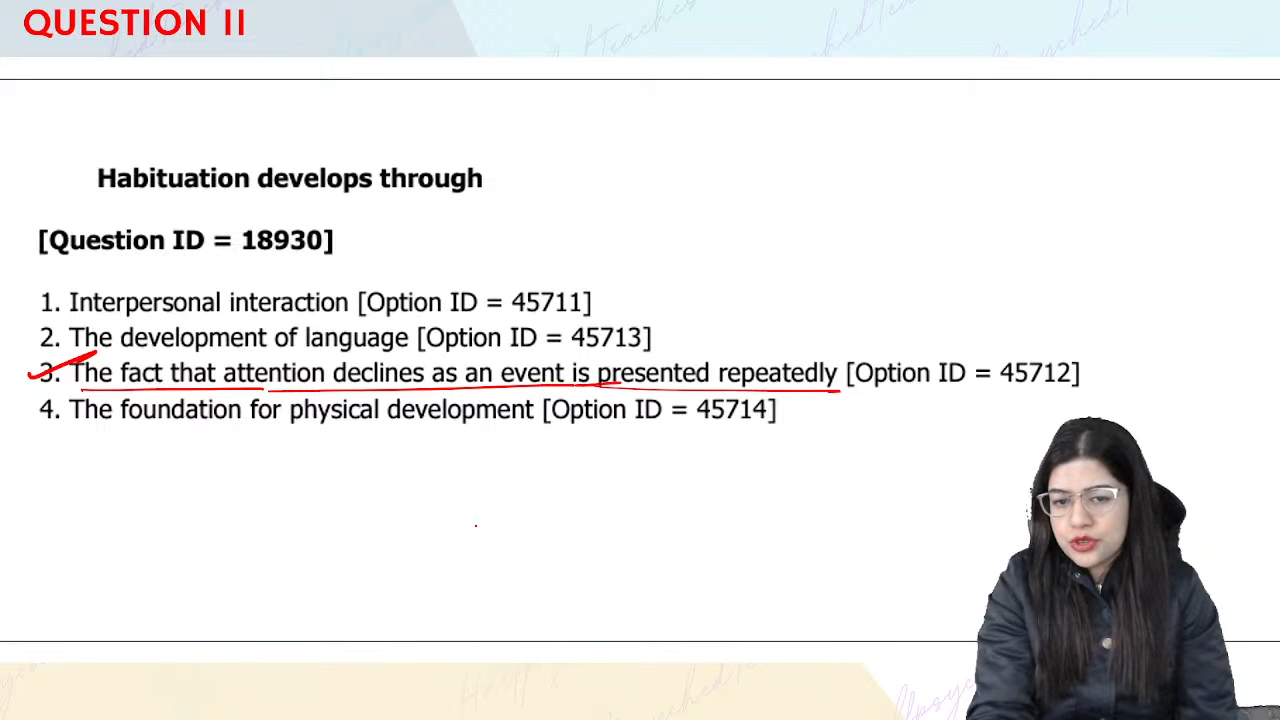 QUESTION II
Habituation develops through
[Question ID = 18930]
1. Interpersonal interaction [Option ID = 45711]
2. The development of language [Option ID = 45713]
3. The fact that attention declines as an event is presented repeatedly [Option ID = 45712]
4. The foundation for physical development [Option ID = 45714]